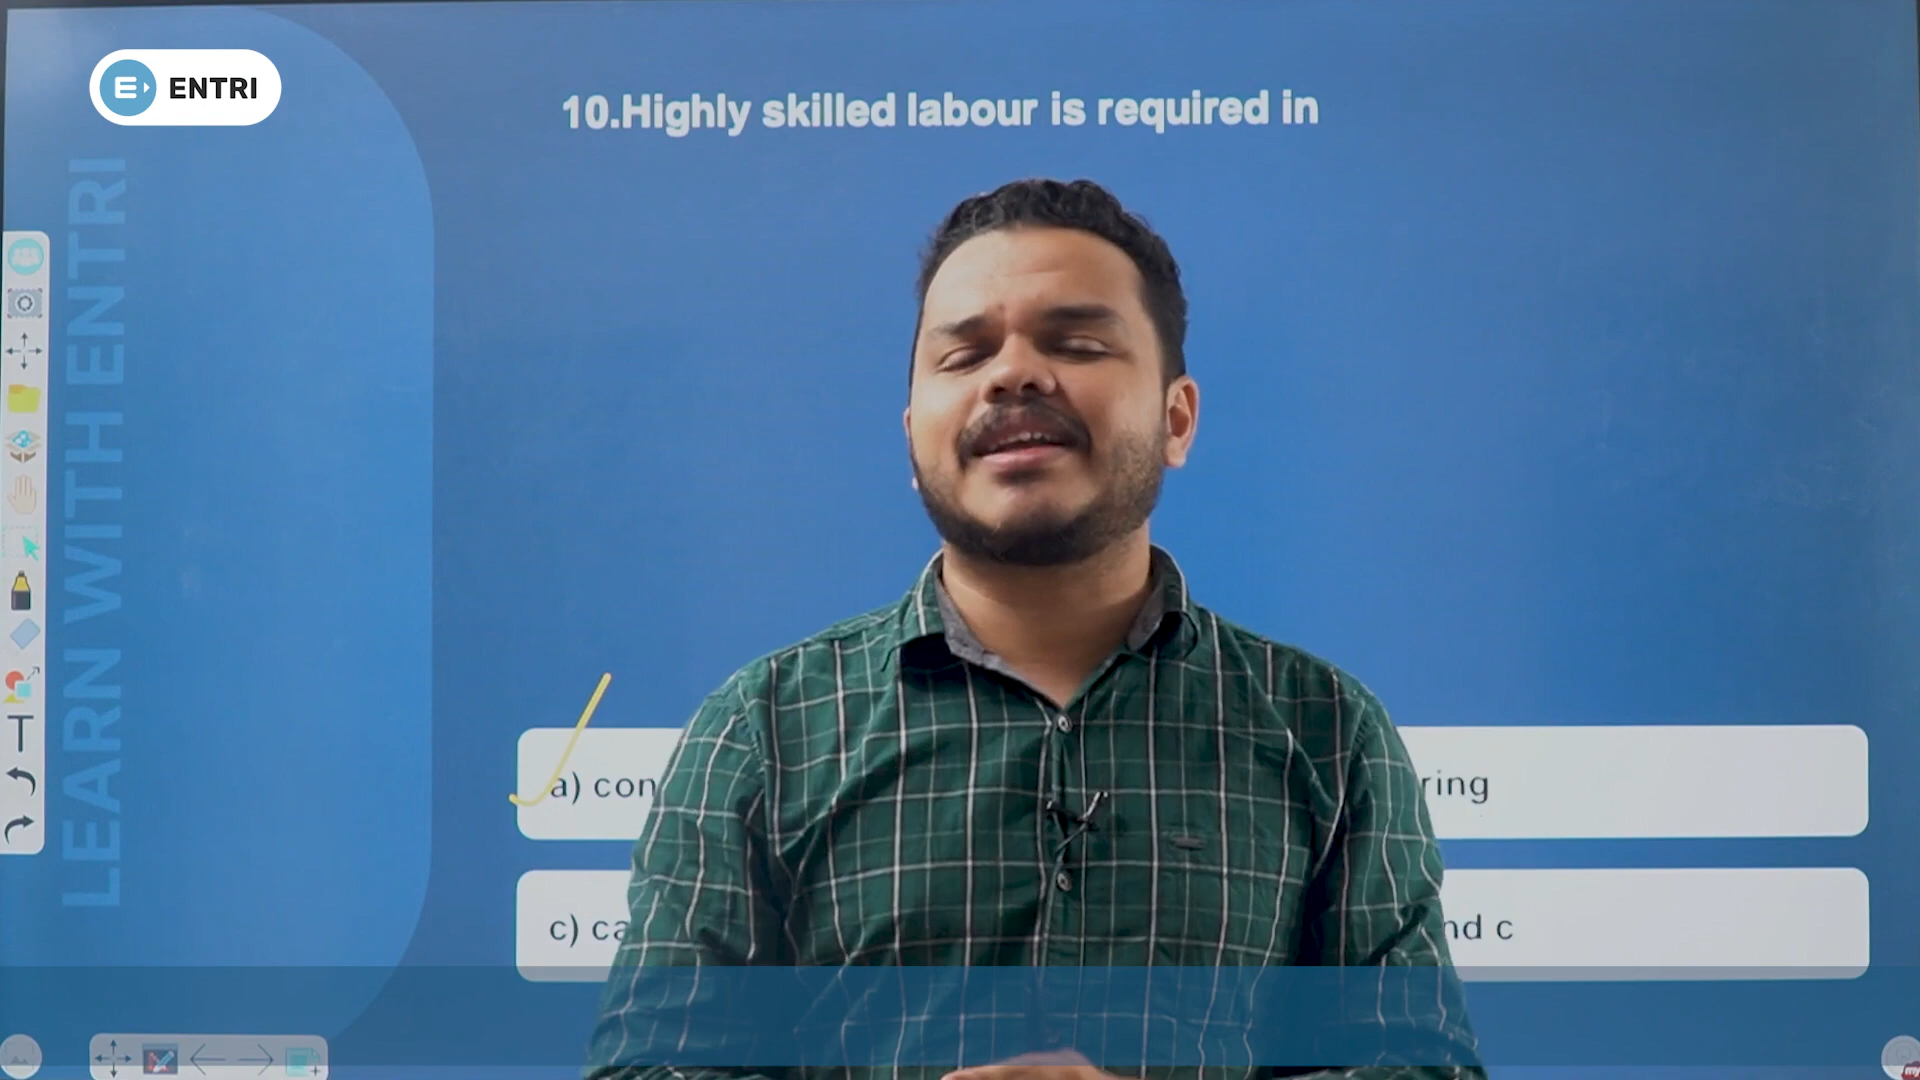 ENTRI
10.Highly skilled labour is required in
LEARN WITH ENTRI
a) con
ring
c) ca
nd c